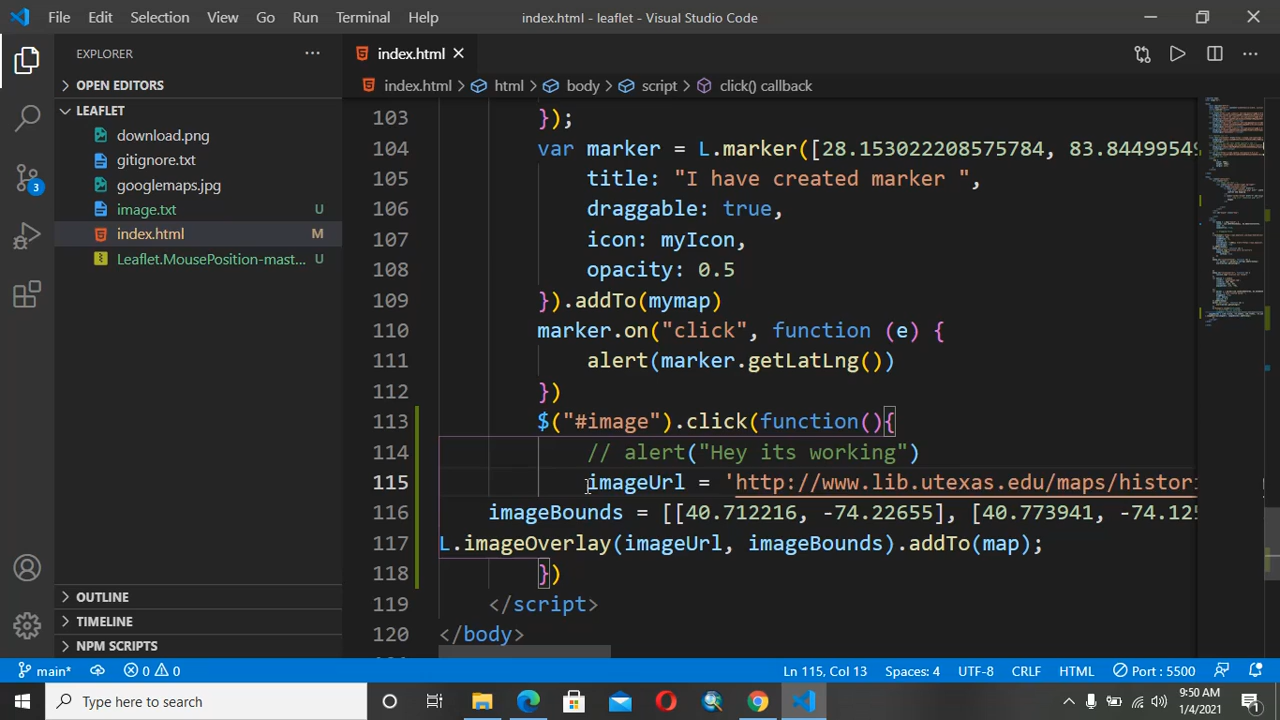 File Edit Selection View Go Run Terminal Help index.html - leaflet - Visual Studio Code
EXPLORER
index.html
OPEN EDITORS
index.html html body script click() callback
LEAFLET
download.png
gitignore.txt
googlemaps.jpg
image.txt U
index.html M
Leaflet.MousePosition-mast... U
OUTLINE
TIMELINE
NPM SCRIPTS
3
103 });
104 var marker = L.marker([28.153022208575784, 83.84499549
105 title: "I have created marker ",
106 draggable: true,
107 icon: myIcon,
108 opacity: 0.5
109 }).addTo(mymap)
110 marker.on("click", function (e) {
111 alert(marker.getLatLng())
112 })
113 $("#image").click(function(){
114 // alert("Hey its working")
115 imageUrl = 'http://www.lib.utexas.edu/maps/histori
116 imageBounds = [[40.712216, -74.22655], [40.773941, -74.125
117 L.imageOverlay(imageUrl, imageBounds).addTo(map);
118 })
119 </script>
120 </body>
main* 0 0 Ln 115, Col 13 Spaces: 4 UTF-8 CRLF HTML Port : 5500
Type here to search
9:50 AM
1/4/2021
1